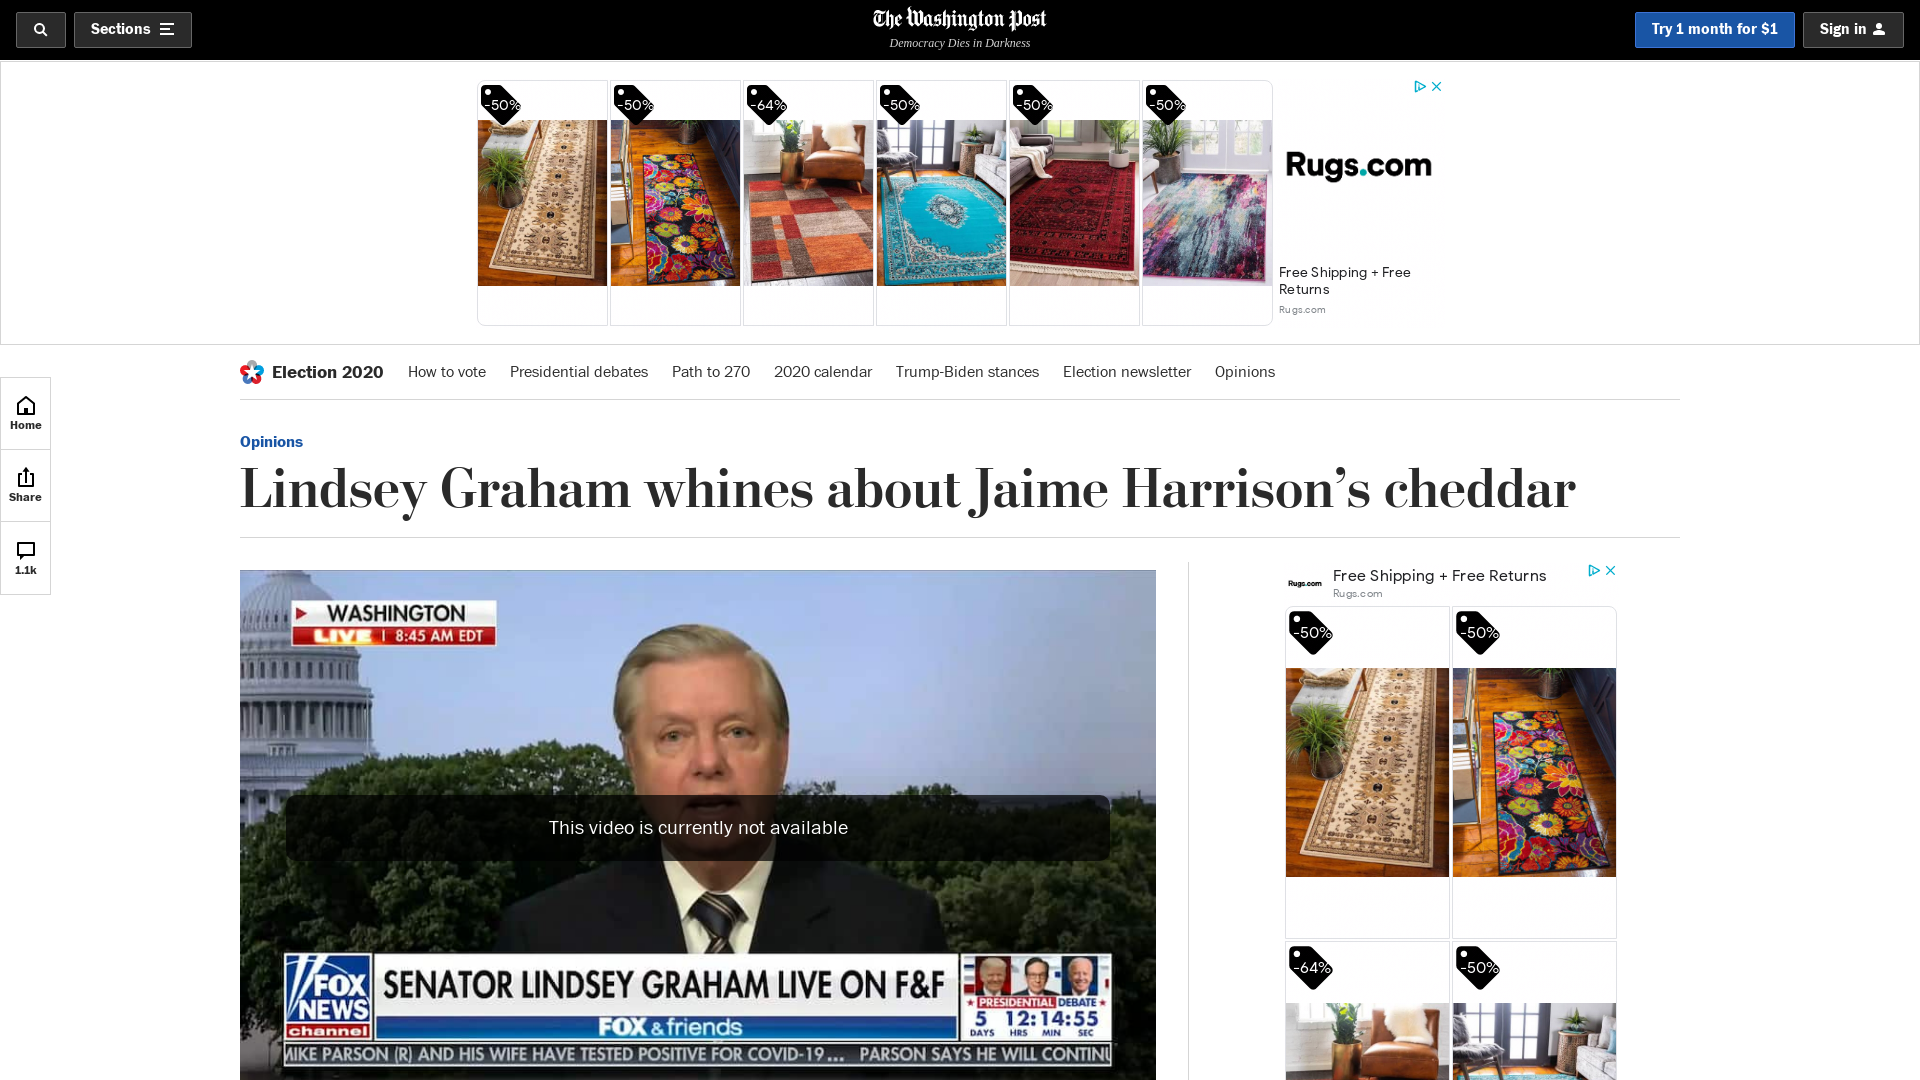 Sections
The Washington Post
Democracy Dies in Darkness
Try 1 month for $1
Sign in
-50%
-50%
-64%
-50%
-50%
-50%
Rugs.com
Free Shipping + Free
Returns
Rugs.com
Election 2020
How to vote
Presidential debates
Path to 270
2020 calendar
Trump-Biden stances
Election newsletter
Opinions
Home
Share
1.1k
Opinions
Lindsey Graham whines about Jaime Harrison’s cheddar
WASHINGTON
LIVE | 8:45 AM EDT
This video is currently not available
FOX
NEWS
channel
SENATOR LINDSEY GRAHAM LIVE ON F&F
FOX & friends
PRESIDENTIAL DEBATE
5 12:14:55
DAYS HRS MIN SEC
MIKE PARSON (R) AND HIS WIFE HAVE TESTED POSITIVE FOR COVID-19... PARSON SAYS HE WILL CONTINU
Rugs.com
Free Shipping + Free Returns
Rugs.com
-50%
-50%
-64%
-50%